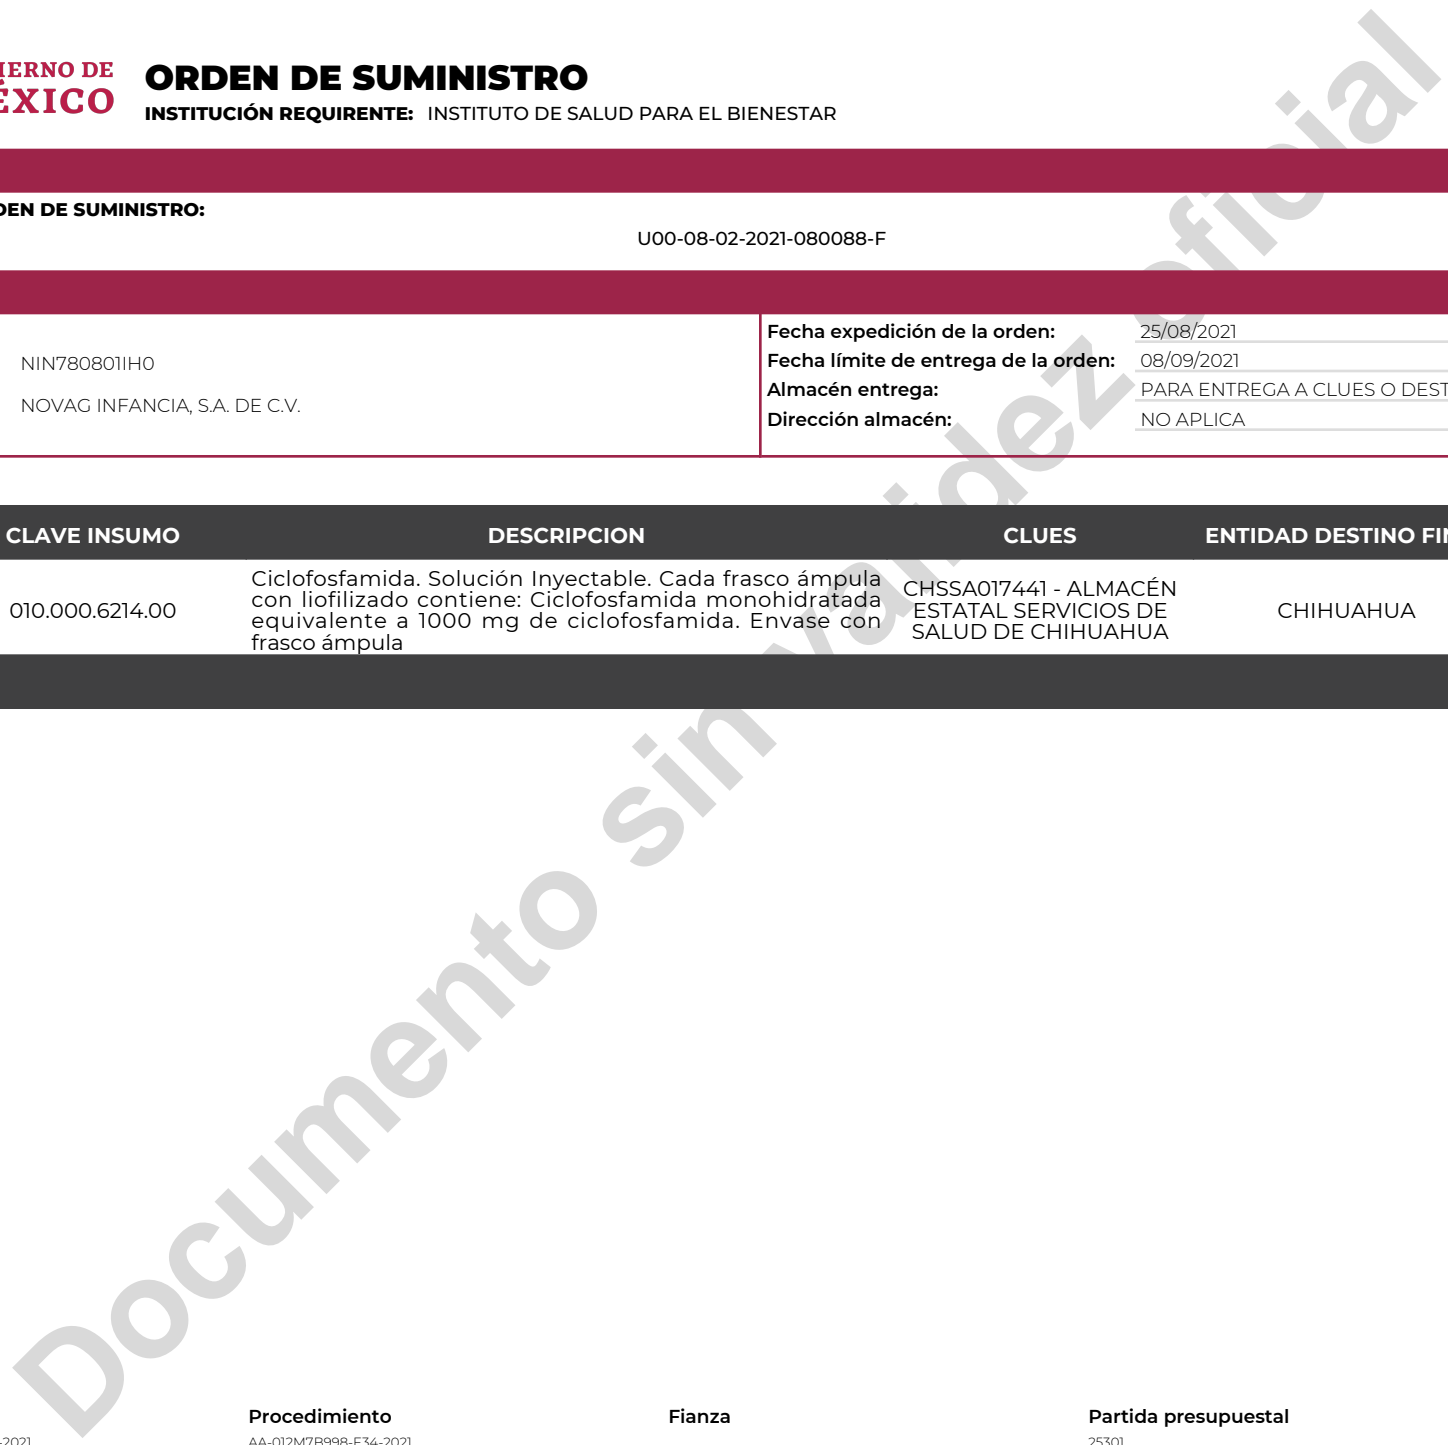 IERNO DE
ÉXICO
ORDEN DE SUMINISTRO
INSTITUCIÓN REQUIRENTE: INSTITUTO DE SALUD PARA EL BIENESTAR
DEN DE SUMINISTRO:
U00-08-02-2021-080088-F
NIN780801IH0
NOVAG INFANCIA, S.A. DE C.V.
Fecha expedición de la orden: 25/08/2021
Fecha límite de entrega de la orden: 08/09/2021
Almacén entrega: PARA ENTREGA A CLUES O DEST
Dirección almacén: NO APLICA
CLAVE INSUMO DESCRIPCION CLUES ENTIDAD DESTINO FIN
010.000.6214.00
Ciclofosfamida. Solución Inyectable. Cada frasco ámpula
con liofilizado contiene: Ciclofosfamida monohidratada
equivalente a 1000 mg de ciclofosfamida. Envase con
frasco ámpula
CHSSA017441 - ALMACÉN
ESTATAL SERVICIOS DE
SALUD DE CHIHUAHUA
CHIHUAHUA
Documento sin validez oficial
Procedimiento Fianza Partida presupuestal
-2021 AA-012M7B998-E34-2021 25301